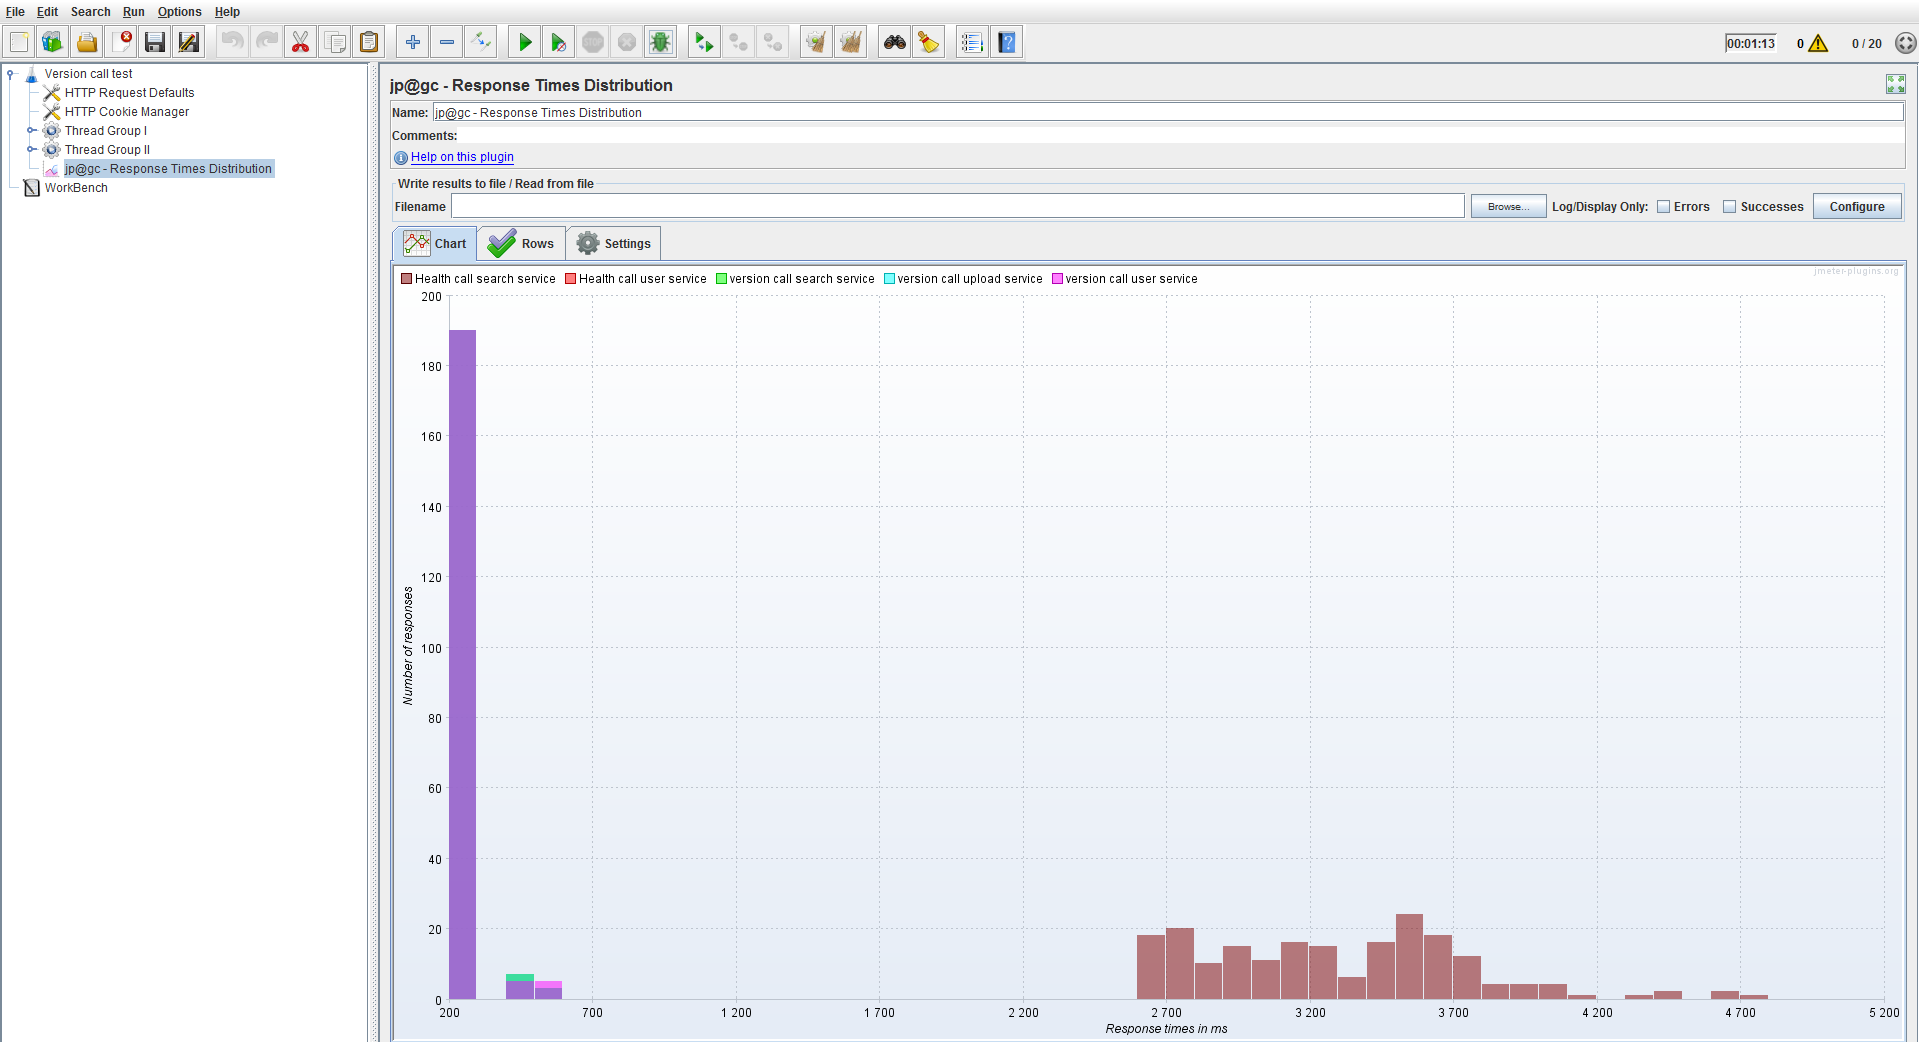 File Edit Search Run Options Help
STOP 00:01:13 0 0 / 20
Version call test
HTTP Request Defaults
HTTP Cookie Manager
Thread Group I
Thread Group II
jp@gc - Response Times Distribution
WorkBench
jp@gc - Response Times Distribution
Name: jp@gc - Response Times Distribution
Comments:
Help on this plugin
Write results to file / Read from file
Filename Browse... Log/Display Only: Errors Successes Configure
Chart Rows Settings
jmeter-plugins.org
Health call search service Health call user service version call search service version call upload service version call user service
200
180
160
140
120
100
80
60
40
20
0
Number of responses
200 700 1 200 1 700 2 200 2 700 3 200 3 700 4 200 4 700 5 200
Response times in ms